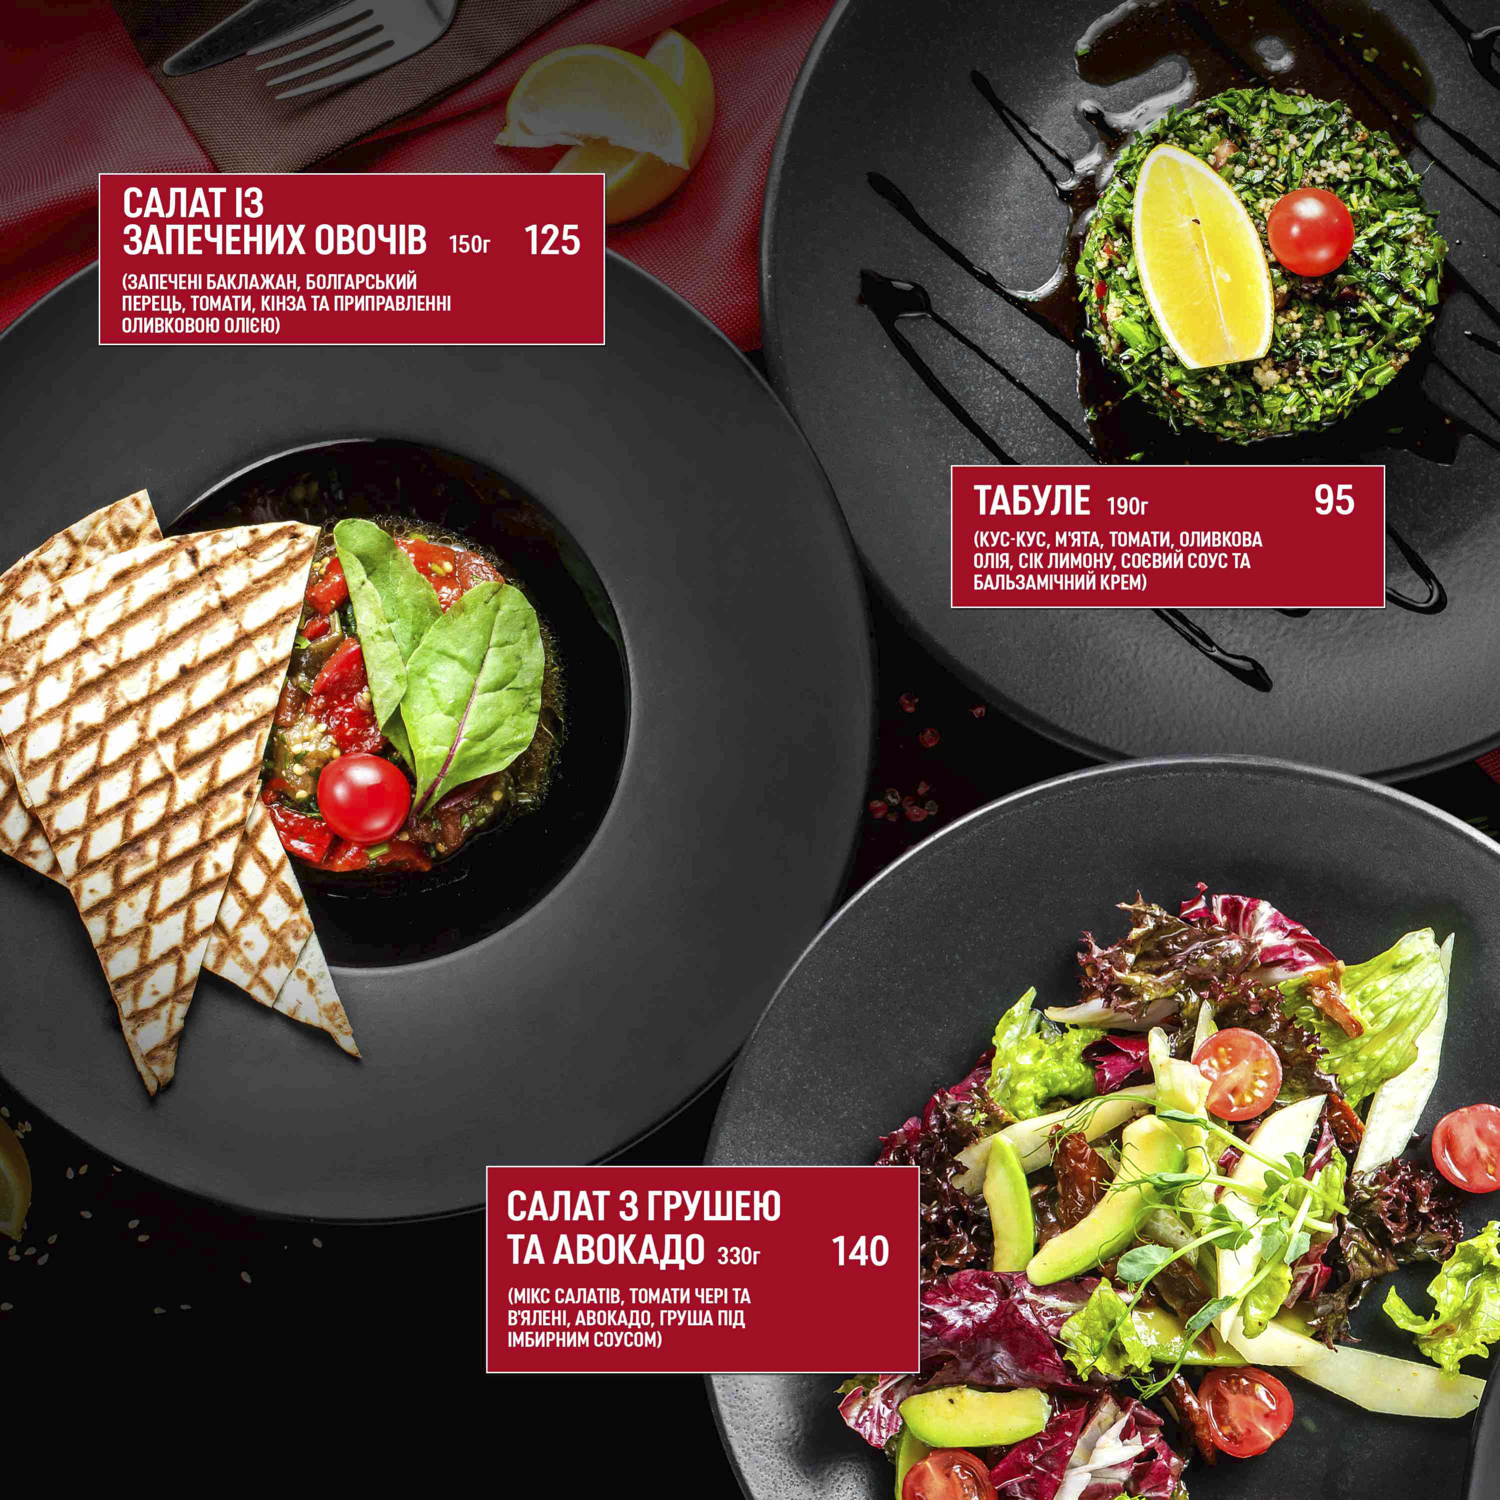 САЛАТ ІЗ
ЗАПЕЧЕНИХ ОВОЧІВ 150г 125
(ЗАПЕЧЕНІ БАКЛАЖАН, БОЛГАРСЬКИЙ
ПЕРЕЦЬ, ТОМАТИ, КІНЗА ТА ПРИПРАВЛЕННІ
ОЛИВКОВОЮ ОЛІЄЮ)
ТАБУЛЕ 190г 95
(КУС-КУС, М'ЯТА, ТОМАТИ, ОЛИВКОВА
ОЛІЯ, СІК ЛИМОНУ, СОЄВИЙ СОУС ТА
БАЛЬЗАМІЧНИЙ КРЕМ)
САЛАТ З ГРУШЕЮ
ТА АВОКАДО 330г 140
(МІКС САЛАТІВ, ТОМАТИ ЧЕРІ ТА
В'ЯЛЕНІ, АВОКАДО, ГРУША ПІД
ІМБИРНИМ СОУСОМ)